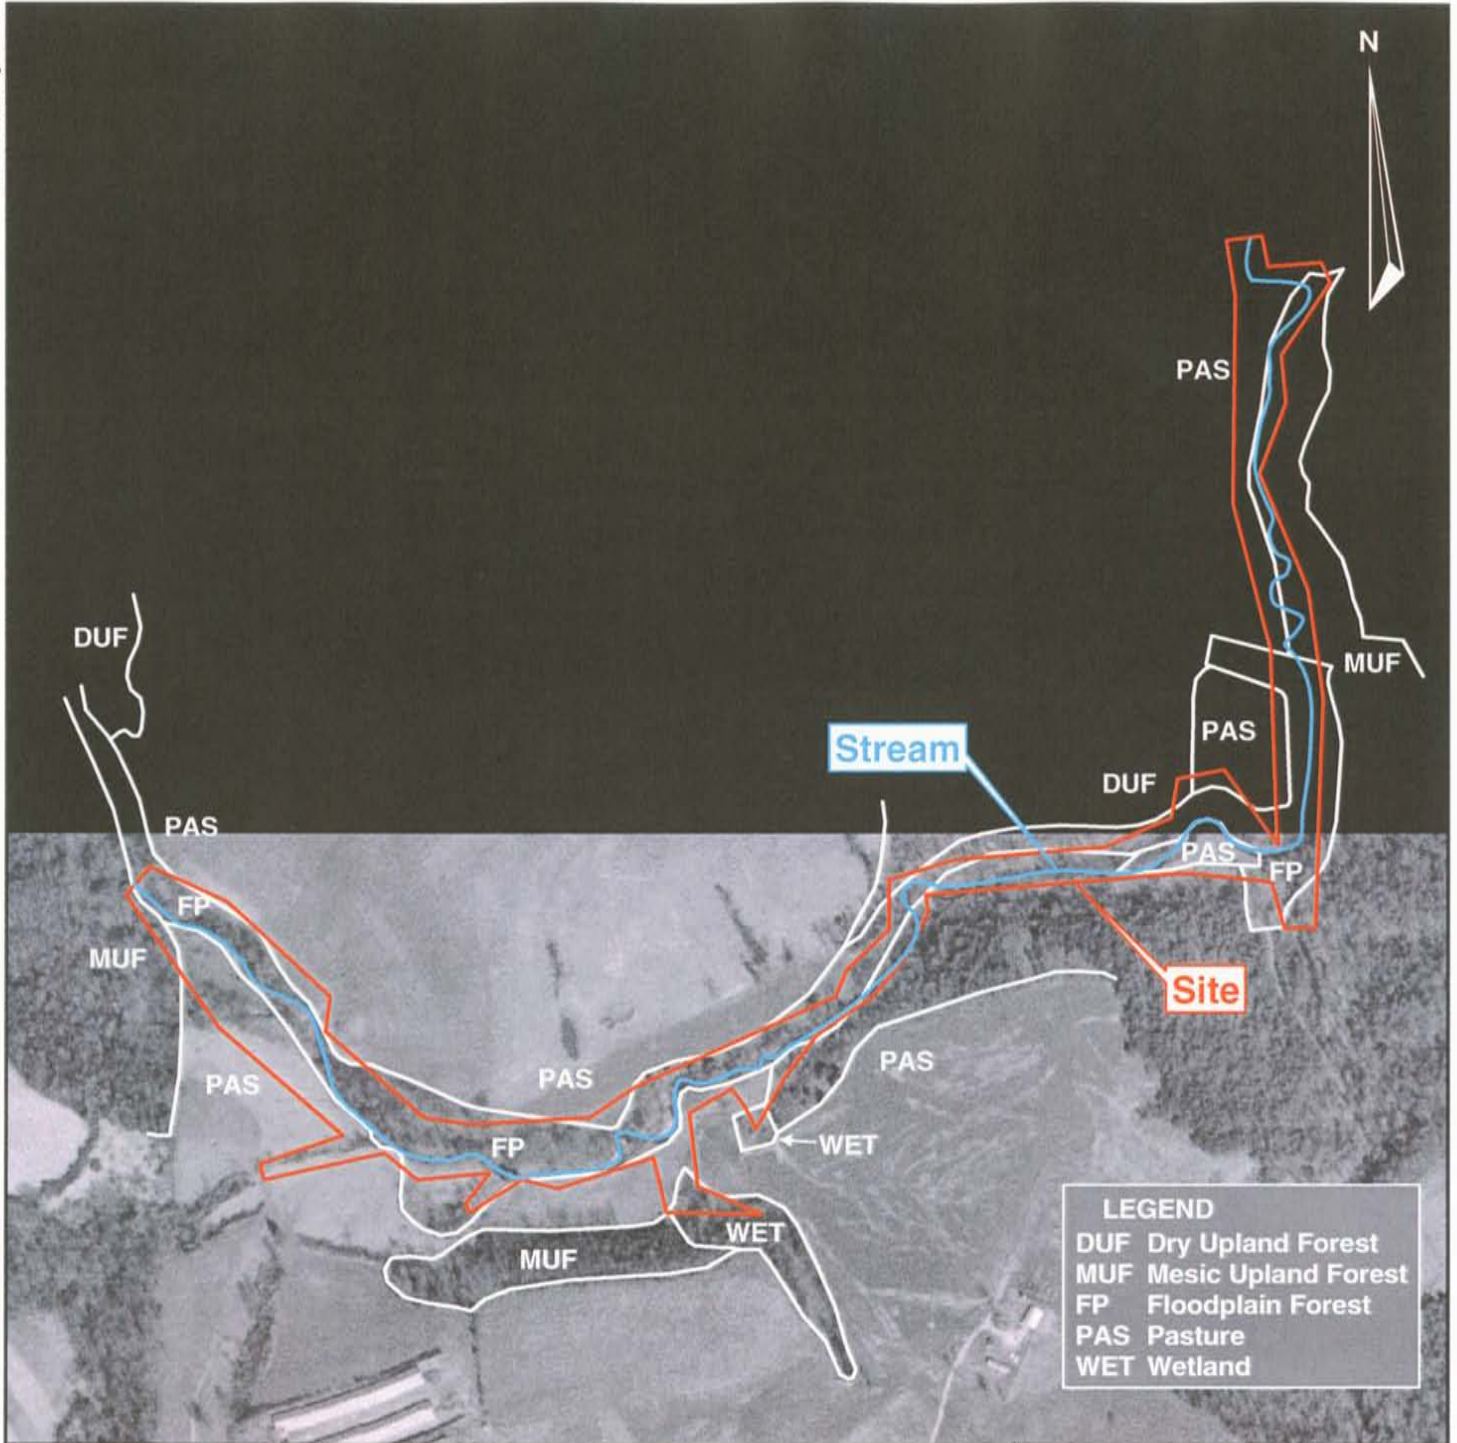 N
PAS
DUF
MUF
PAS
Stream
DUF
PAS
PAS
FP
FP
MUF
Site
PAS
PAS
PAS
FP
WET
WET
MUF
LEGEND
DUF Dry Upland Forest
MUF Mesic Upland Forest
FP Floodplain Forest
PAS Pasture
WET Wetland